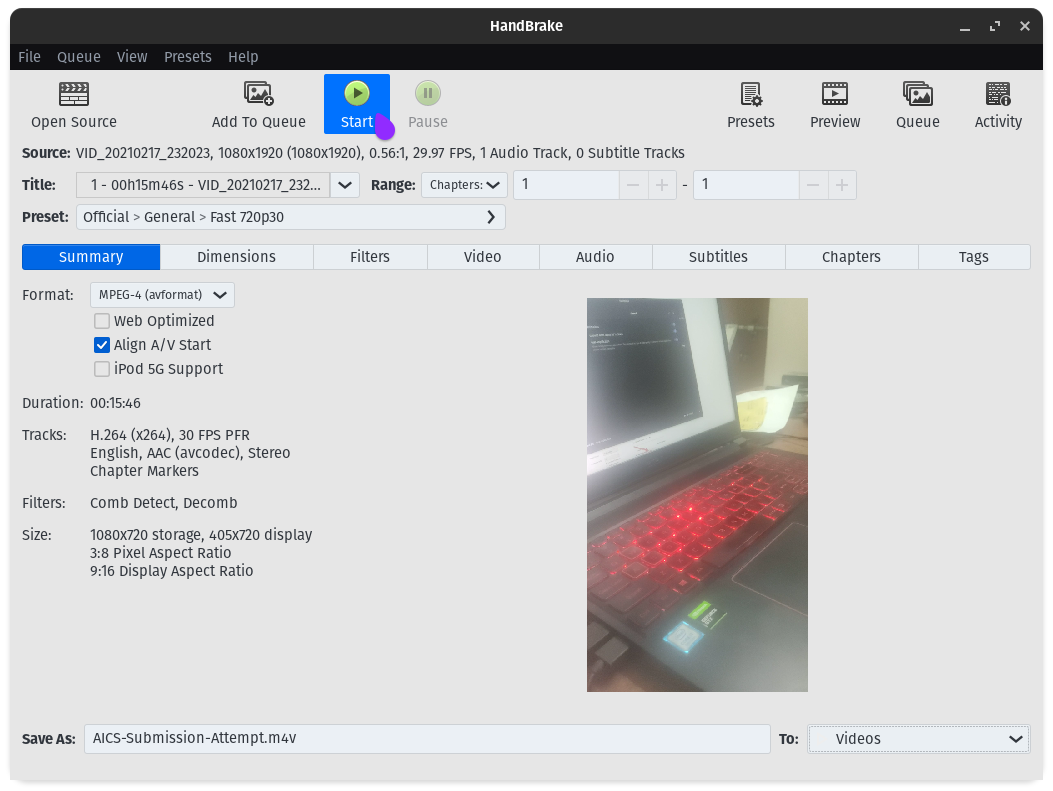 HandBrake
File Queue View Presets Help
Open Source Add To Queue Start Pause Presets Preview Queue Activity
Source: VID_20210217_232023, 1080x1920 (1080x1920), 0.56:1, 29.97 FPS, 1 Audio Track, 0 Subtitle Tracks
Title: 1 - 00h15m46s - VID_20210217_232... Range: Chapters: 1 - 1
Preset: Official > General > Fast 720p30
Summary Dimensions Filters Video Audio Subtitles Chapters Tags
Format: MPEG-4 (avformat)
Web Optimized
Align A/V Start
iPod 5G Support
Duration: 00:15:46
Tracks: H.264 (x264), 30 FPS PFR
English, AAC (avcodec), Stereo
Chapter Markers
Filters: Comb Detect, Decomb
Size: 1080x720 storage, 405x720 display
3:8 Pixel Aspect Ratio
9:16 Display Aspect Ratio
Save As: AICS-Submission-Attempt.m4v To: Videos